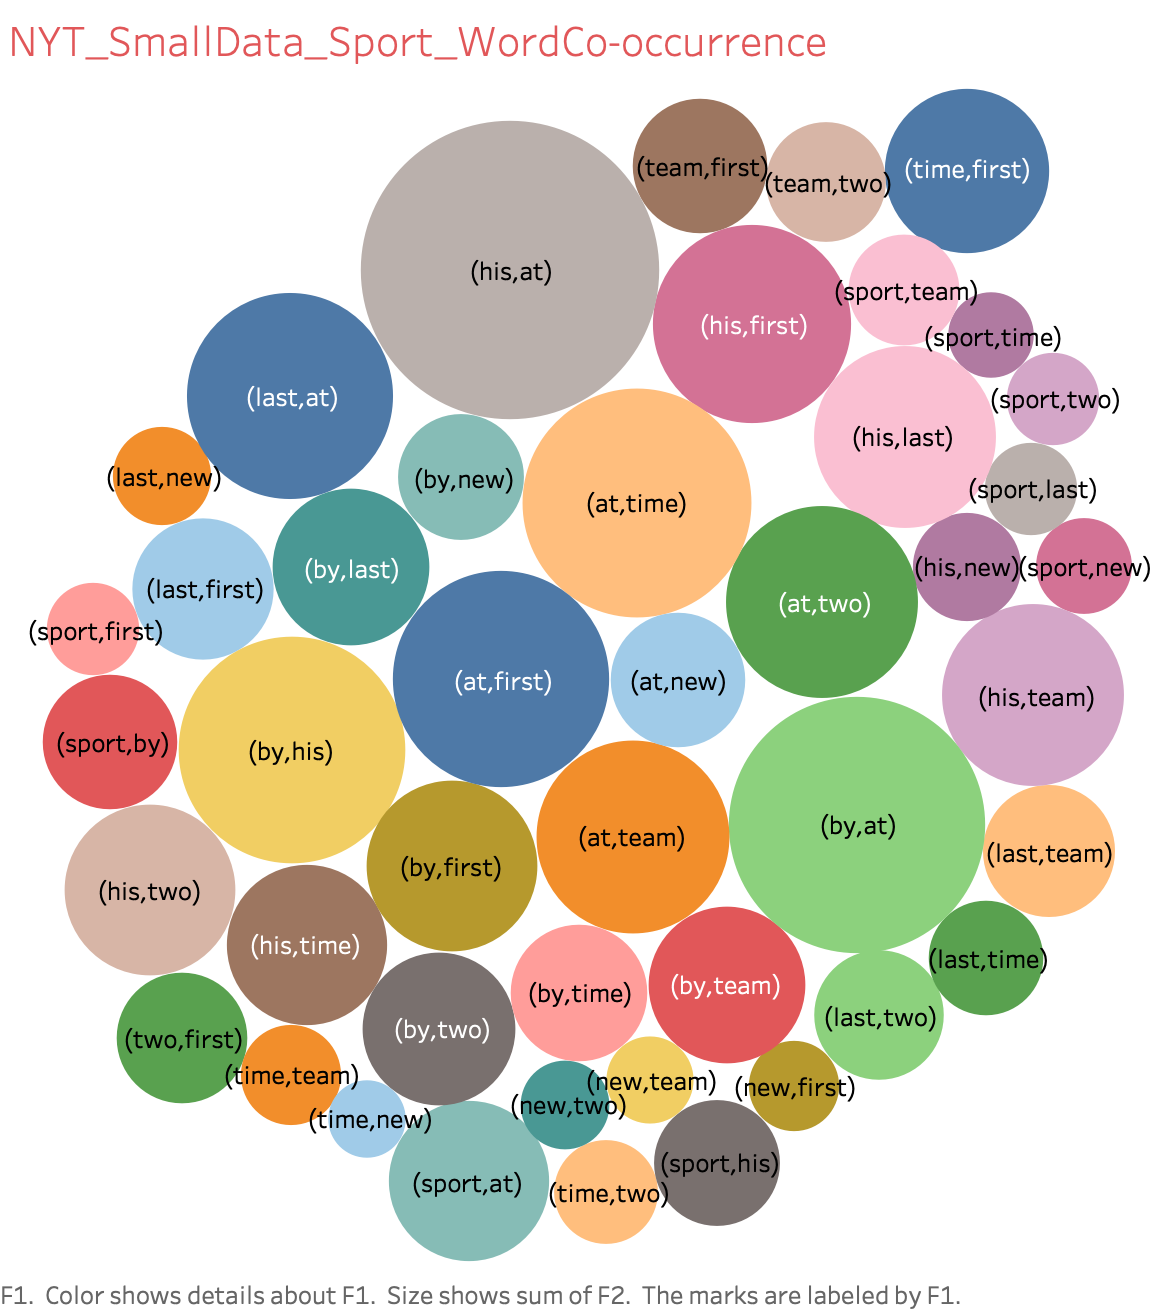 NYT_SmallData_Sport_WordCo-occurrence
(team,first)
(team,two)
(time,first)
(his,at)
(sport,team)
(his,first)
(sport,time)
(last,at)
(sport,two)
(his,last)
(last,new)
(by,new)
(sport,last)
(at,time)
(by,last)
(his,new)
(sport,new)
(last,first)
(at,two)
(sport,first)
(at,first)
(at,new)
(his,team)
(sport,by)
(by,his)
(by,at)
(at,team)
(last,team)
(by,first)
(his,two)
(his,time)
(last,time)
(by,team)
(by,time)
(last,two)
(by,two)
(two,first)
(time,team)
(new,team)
(new,first)
(new,two)
(time,new)
(sport,his)
(sport,at)
(time,two)
F1.  Color shows details about F1.  Size shows sum of F2.  The marks are labeled by F1.